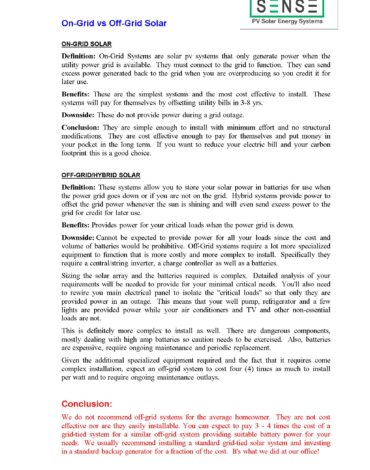 SENSE
PV Solar Energy Systems
On-Grid vs Off-Grid Solar
ON-GRID SOLAR
Definition: On-Grid Systems are solar pv systems that only generate power when the
utility power grid is available. They must connect to the grid to function. They can send
excess power generated back to the grid when you are overproducing so you credit it for
later use.
Benefits: These are the simplest systems and the most cost effective to install. These
systems will pay for themselves by offsetting utility bills in 3-8 yrs.
Downside: These do not provide power during a grid outage.
Conclusion: They are simple enough to install with minimum effort and no structural
modifications. They are cost effective enough to pay for themselves and put money in
your pocket in the long term. If you want to reduce your electric bill and your carbon
footprint this is a good choice.
OFF-GRID/HYBRID SOLAR
Definition: These systems allow you to store your solar power in batteries for use when
the power grid goes down or if you are not on the grid. Hybrid systems provide power to
offset the grid power whenever the sun is shining and will even send excess power to the
grid for credit for later use.
Benefits: Provides power for your critical loads when the power grid is down.
Downside: Cannot be expected to provide power for all your loads since the cost and
volume of batteries would be prohibitive. Off-Grid systems require a lot more specialized
equipment to function that is more costly and more complex to install. Specifically they
require a central/string inverter, a charge controller as well as a batteries.
Sizing the solar array and the batteries required is complex. Detailed analysis of your
requirements will be needed to provide for your minimal critical needs. You'll also need
to rewire you main electrical panel to isolate the "critical loads" so that only they are
provided power in an outage. This means that your well pump, refrigerator and a few
lights are provided power while your air conditioners and TV and other non-essential
loads are not.
This is definitely more complex to install as well. There are dangerous components,
mostly dealing with high amp batteries so caution needs to be exercised. Also, batteries
are expensive, require ongoing maintenance and periodic replacement.
Given the additional specialized equipment required and the fact that it requires come
complex installation, expect an off-grid system to cost four (4) times as much to install
per watt and to require ongoing maintenance outlays.
Conclusion:
We do not recommend off-grid systems for the average homeowner. They are not cost
effective nor are they easily installable. You can expect to pay 3 - 4 times the cost of a
grid-tied system for a similar off-grid system providing suitable battery power for your
needs. We usually recommend installing a standard grid-tied solar system and investing
in a standard backup generator for a fraction of the cost. It's what we did at our office!